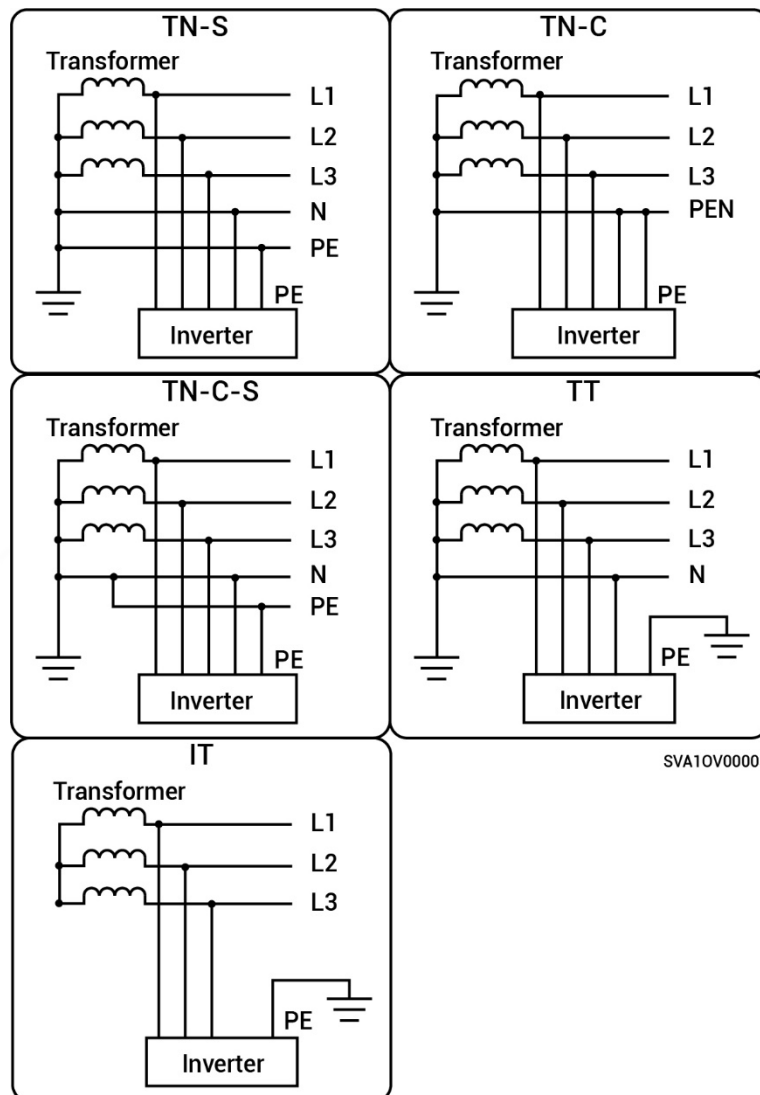 TN-S
Transformer
L1
L2
L3
N
PE
PE
Inverter
TN-C
Transformer
L1
L2
L3
PEN
PE
Inverter
TN-C-S
Transformer
L1
L2
L3
N
PE
PE
Inverter
TT
Transformer
L1
L2
L3
N
PE
Inverter
SVA10V0000
IT
Transformer
L1
L2
L3
PE
Inverter